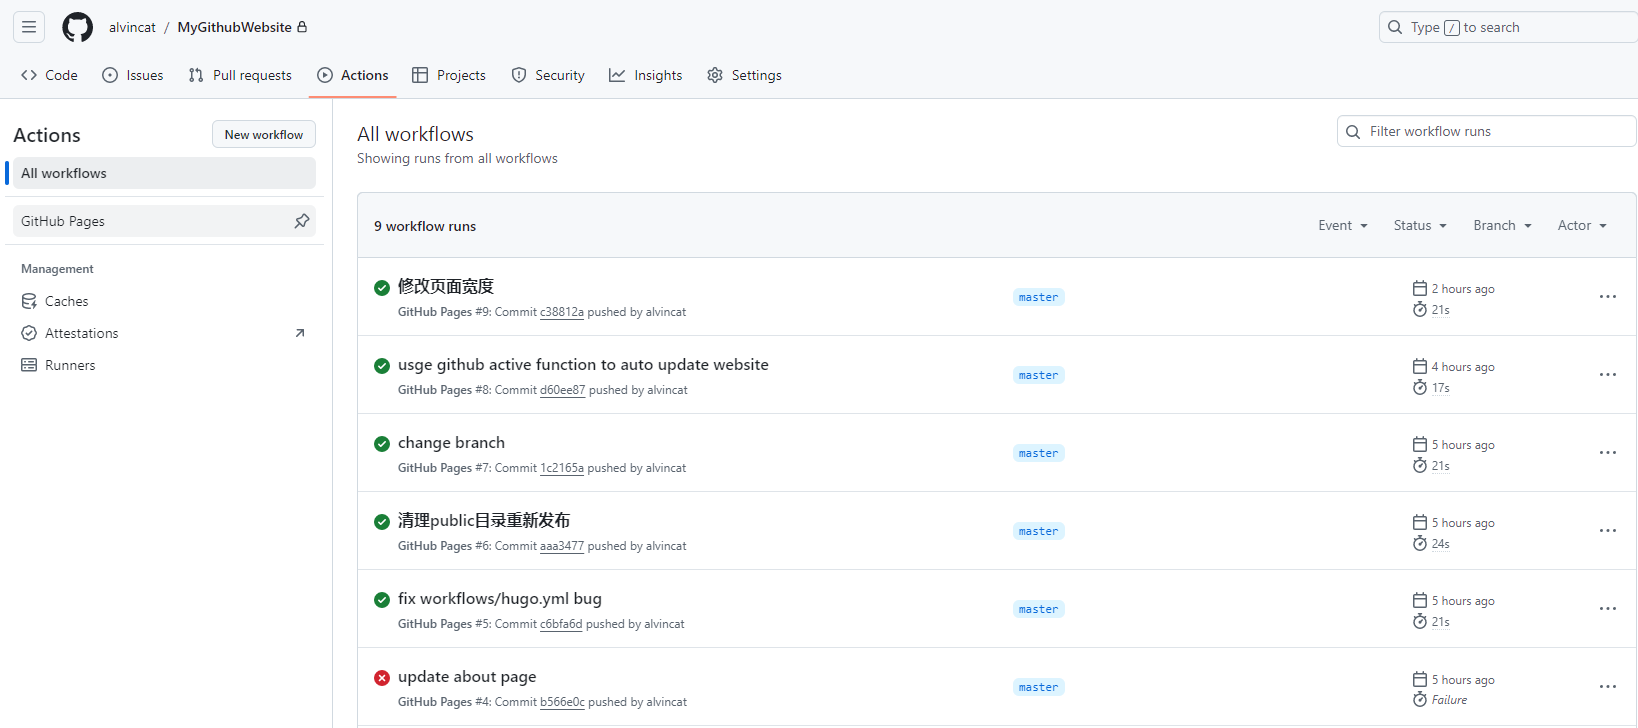 alvincat / MyGithubWebsite
Type / to search
Code Issues Pull requests Actions Projects Security Insights Settings
Actions
New workflow
All workflows
GitHub Pages
Management
Caches
Attestations
Runners
All workflows
Showing runs from all workflows
Filter workflow runs
9 workflow runs
Event Status Branch Actor
修改页面宽度
GitHub Pages #9: Commit c38812a pushed by alvincat
master
2 hours ago
21s
usge github active function to auto update website
GitHub Pages #8: Commit d60ee87 pushed by alvincat
master
4 hours ago
17s
change branch
GitHub Pages #7: Commit 1c2165a pushed by alvincat
master
5 hours ago
21s
清理public目录重新发布
GitHub Pages #6: Commit aaa3477 pushed by alvincat
master
5 hours ago
24s
fix workflows/hugo.yml bug
GitHub Pages #5: Commit c6bfa6d pushed by alvincat
master
5 hours ago
21s
update about page
GitHub Pages #4: Commit b566e0c pushed by alvincat
master
5 hours ago
Failure